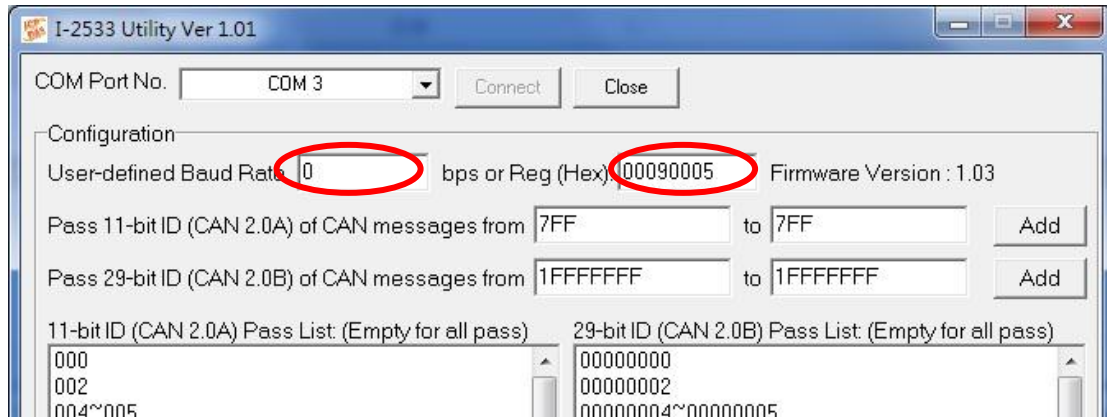 I-2533 Utility Ver 1.01
COM Port No. COM 3 Connect Close
Configuration
User-defined Baud Rate 0 bps or Reg (Hex): 00090005 Firmware Version : 1.03
Pass 11-bit ID (CAN 2.0A) of CAN messages from 7FF to 7FF Add
Pass 29-bit ID (CAN 2.0B) of CAN messages from 1FFFFFFF to 1FFFFFFF Add
11-bit ID (CAN 2.0A) Pass List: (Empty for all pass) 29-bit ID (CAN 2.0B) Pass List: (Empty for all pass)
000 00000000
002 00000002
004~005 00000004~00000005